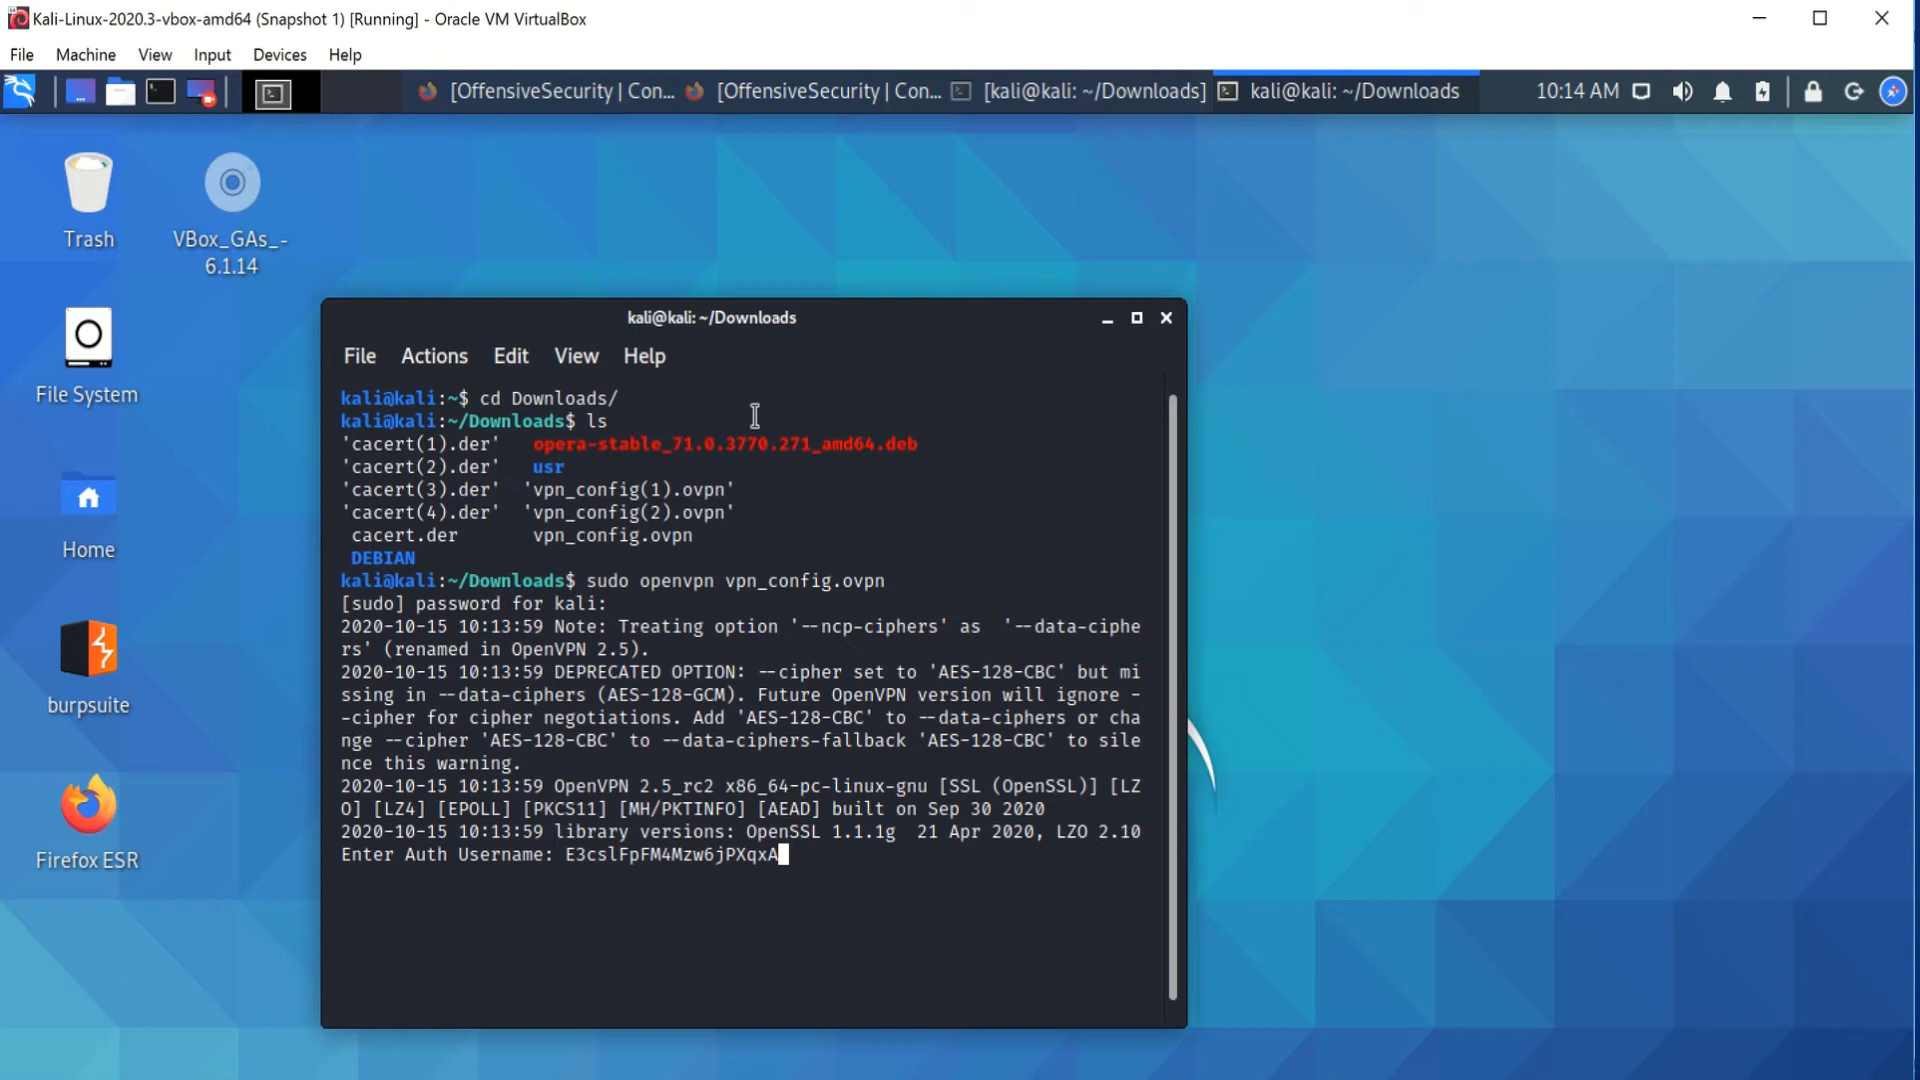 Kali-Linux-2020.3-vbox-amd64 (Snapshot 1) [Running] - Oracle VM VirtualBox
File Machine View Input Devices Help
[OffensiveSecurity | Con... [OffensiveSecurity | Con... [kali@kali: ~/Downloads] kali@kali: ~/Downloads 10:14 AM
Trash
VBox_GAs_-
6.1.14
File System
Home
burpsuite
Firefox ESR
kali@kali: ~/Downloads
File Actions Edit View Help
kali@kali:~$ cd Downloads/
kali@kali:~/Downloads$ ls
'cacert(1).der' opera-stable_71.0.3770.271_amd64.deb
'cacert(2).der' usr
'cacert(3).der' 'vpn_config(1).ovpn'
'cacert(4).der' 'vpn_config(2).ovpn'
cacert.der vpn_config.ovpn
DEBIAN
kali@kali:~/Downloads$ sudo openvpn vpn_config.ovpn
[sudo] password for kali:
2020-10-15 10:13:59 Note: Treating option '--ncp-ciphers' as  '--data-ciphe
rs' (renamed in OpenVPN 2.5).
2020-10-15 10:13:59 DEPRECATED OPTION: --cipher set to 'AES-128-CBC' but mi
ssing in --data-ciphers (AES-128-GCM). Future OpenVPN version will ignore -
-cipher for cipher negotiations. Add 'AES-128-CBC' to --data-ciphers or cha
nge --cipher 'AES-128-CBC' to --data-ciphers-fallback 'AES-128-CBC' to sile
nce this warning.
2020-10-15 10:13:59 OpenVPN 2.5_rc2 x86_64-pc-linux-gnu [SSL (OpenSSL)] [LZ
O] [LZ4] [EPOLL] [PKCS11] [MH/PKTINFO] [AEAD] built on Sep 30 2020
2020-10-15 10:13:59 library versions: OpenSSL 1.1.1g  21 Apr 2020, LZO 2.10
Enter Auth Username: E3cslFpFM4Mzw6jPXqxA